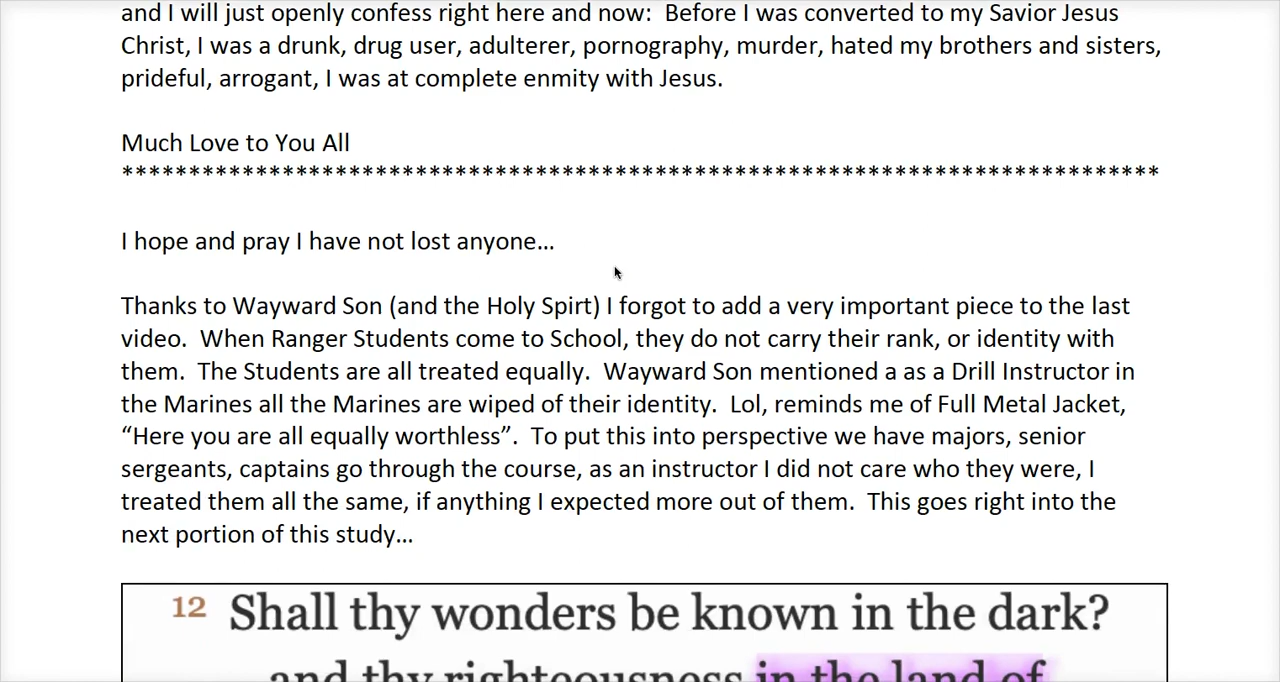 and I will just openly confess right here and now:  Before I was converted to my Savior Jesus
Christ, I was a drunk, drug user, adulterer, pornography, murder, hated my brothers and sisters,
prideful, arrogant, I was at complete enmity with Jesus.
Much Love to You All
******************************************************************************
I hope and pray I have not lost anyone...
Thanks to Wayward Son (and the Holy Spirt) I forgot to add a very important piece to the last
video.  When Ranger Students come to School, they do not carry their rank, or identity with
them.  The Students are all treated equally.  Wayward Son mentioned a as a Drill Instructor in
the Marines all the Marines are wiped of their identity.  Lol, reminds me of Full Metal Jacket,
“Here you are all equally worthless”.  To put this into perspective we have majors, senior
sergeants, captains go through the course, as an instructor I did not care who they were, I
treated them all the same, if anything I expected more out of them.  This goes right into the
next portion of this study...
12 Shall thy wonders be known in the dark?
and thy righteousness in the land of